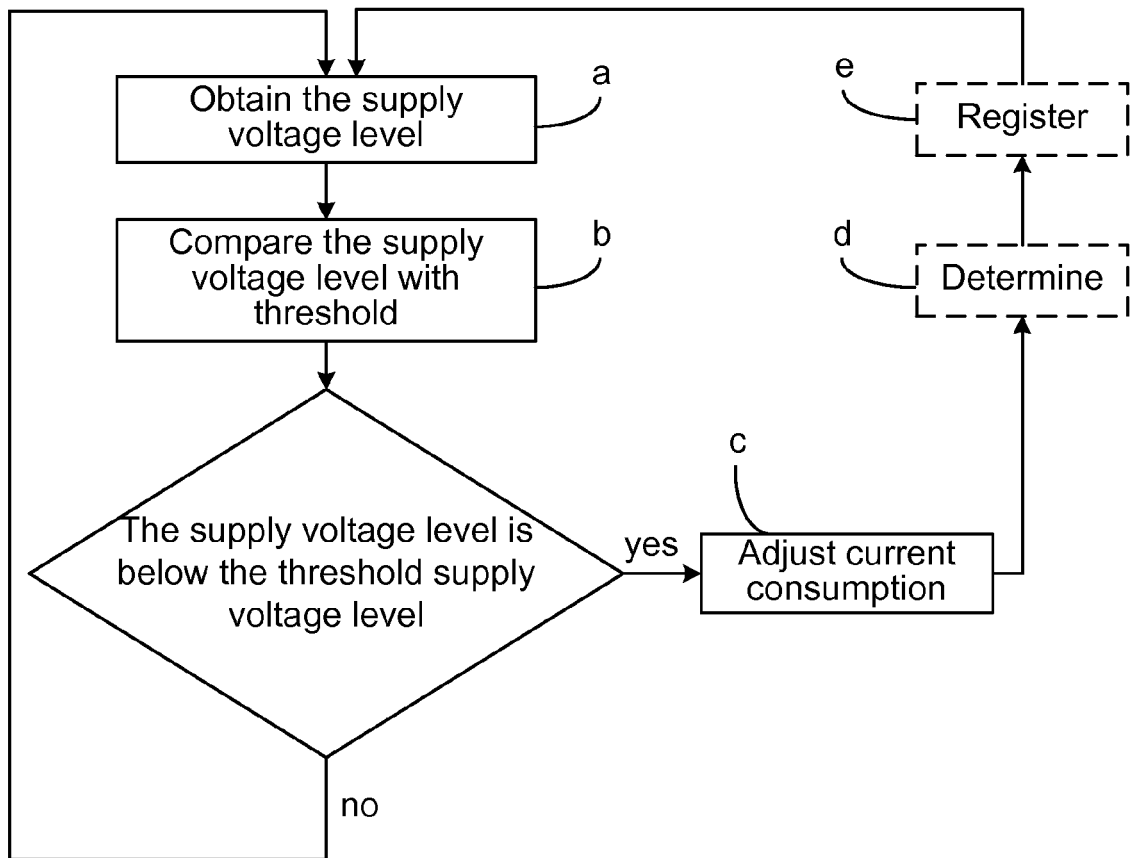 a
Obtain the supply
voltage level
e
Register
b
Compare the supply
voltage level with
threshold
d
Determine
c
The supply voltage level is
below the threshold supply
voltage level
yes
Adjust current
consumption
no